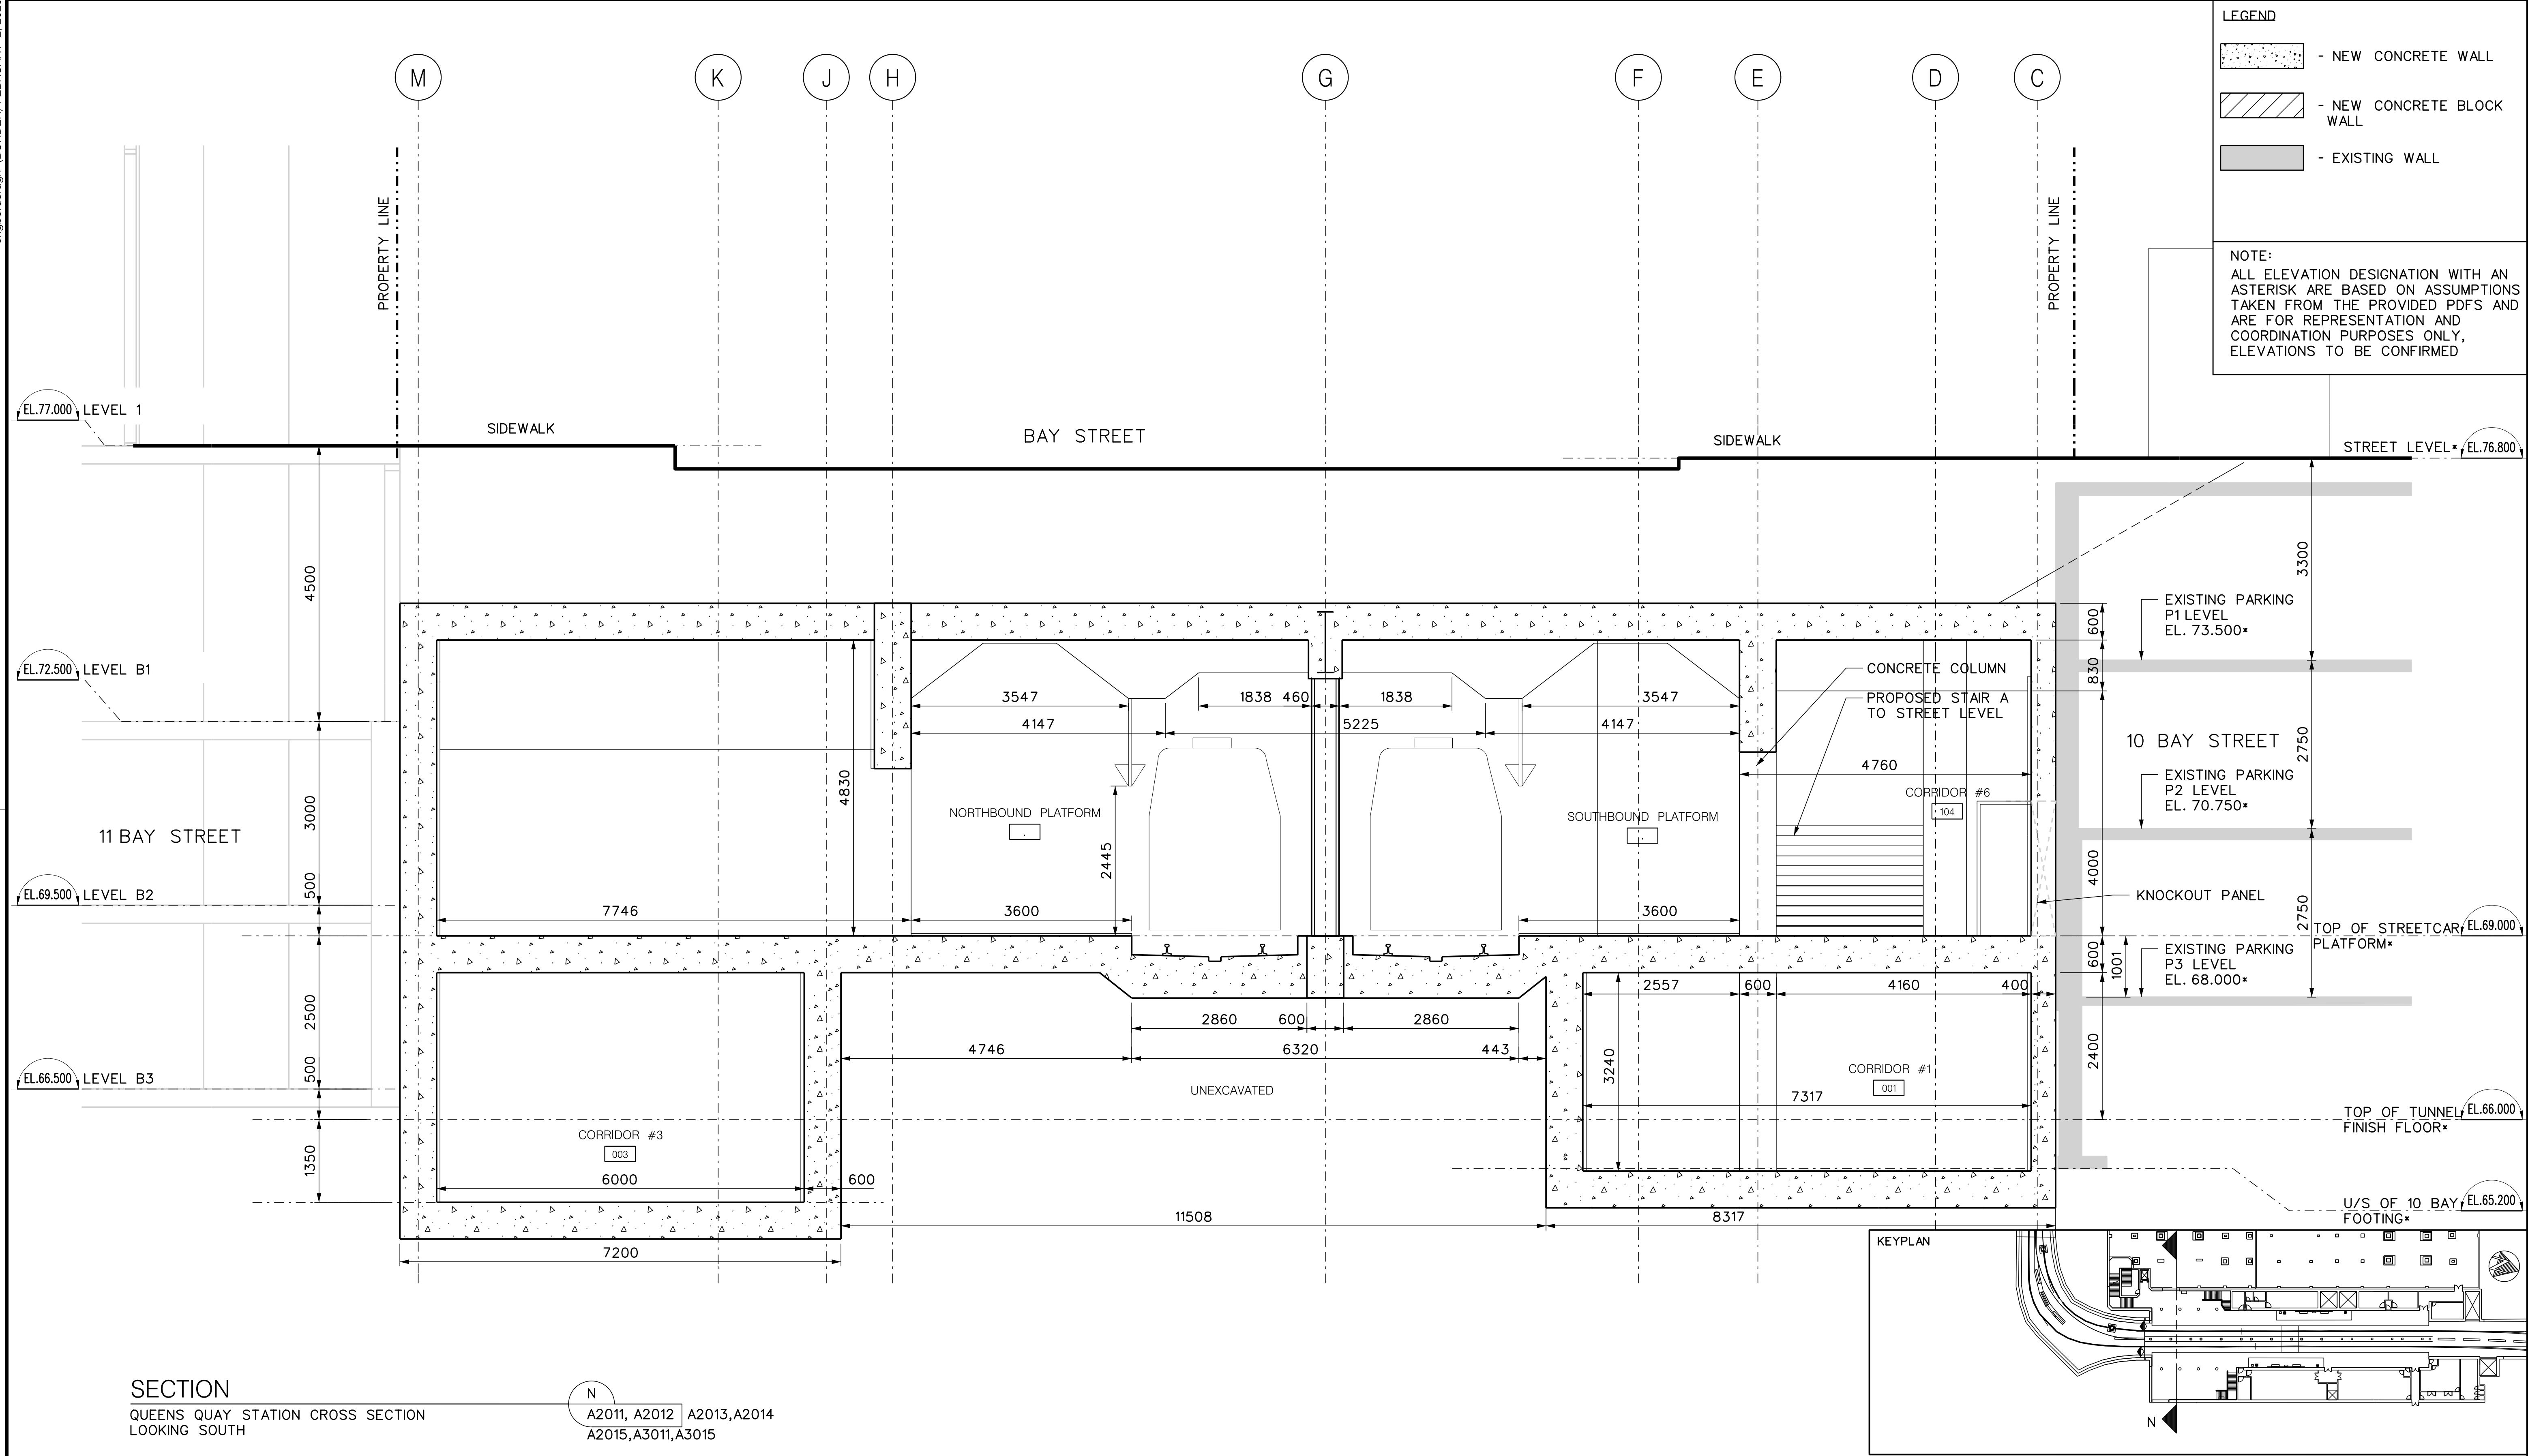 LEGEND
- NEW CONCRETE WALL
- NEW CONCRETE BLOCK
WALL
- EXISTING WALL
NOTE:
ALL ELEVATION DESIGNATION WITH AN
ASTERISK ARE BASED ON ASSUMPTIONS
TAKEN FROM THE PROVIDED PDFS AND
ARE FOR REPRESENTATION AND
COORDINATION PURPOSES ONLY,
ELEVATIONS TO BE CONFIRMED
M K J H G F E D C
PROPERTY LINE
PROPERTY LINE
EL.77.000 LEVEL 1
SIDEWALK
BAY STREET
SIDEWALK
STREET LEVEL* EL.76.800
4500
3300
EXISTING PARKING
P1 LEVEL
EL. 73.500*
600
830
EL.72.500 LEVEL B1
CONCRETE COLUMN
PROPOSED STAIR A
TO STREET LEVEL
3547 1838 460 1838 3547
4147 5225 4147
10 BAY STREET
2750
4760
4830
EXISTING PARKING
P2 LEVEL
EL. 70.750*
CORRIDOR #6
104
NORTHBOUND PLATFORM
.
SOUTHBOUND PLATFORM
.
3000
11 BAY STREET
2445
4000
500
EL.69.500 LEVEL B2
KNOCKOUT PANEL
2750
7746 3600 3600
TOP OF STREETCAR EL.69.000
PLATFORM*
600
1001
EXISTING PARKING
P3 LEVEL
EL. 68.000*
2557 600 4160 400
2500
2860 600 2860
4746 6320 443
3240
2400
500
EL.66.500 LEVEL B3
UNEXCAVATED
CORRIDOR #1
001
7317
TOP OF TUNNEL EL.66.000
FINISH FLOOR*
CORRIDOR #3
003
1350
6000 600
U/S OF 10 BAY EL.65.200
FOOTING*
11508 8317
7200
KEYPLAN
N
SECTION
QUEENS QUAY STATION CROSS SECTION
LOOKING SOUTH
N
A2011, A2012 A2013,A2014
A2015,A3011,A3015